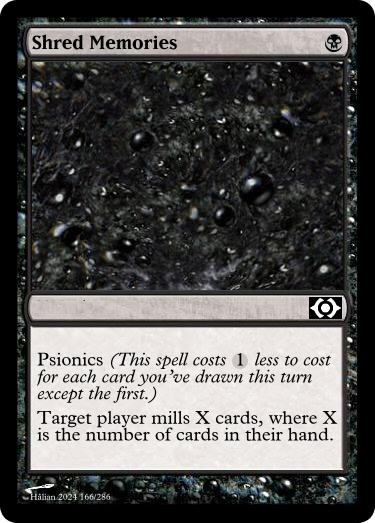 Shred Memories
Psionics (This spell costs 1 less to cost
for each card you've drawn this turn
except the first.)
Target player mills X cards, where X
is the number of cards in their hand.
Hálian 2024 166/286